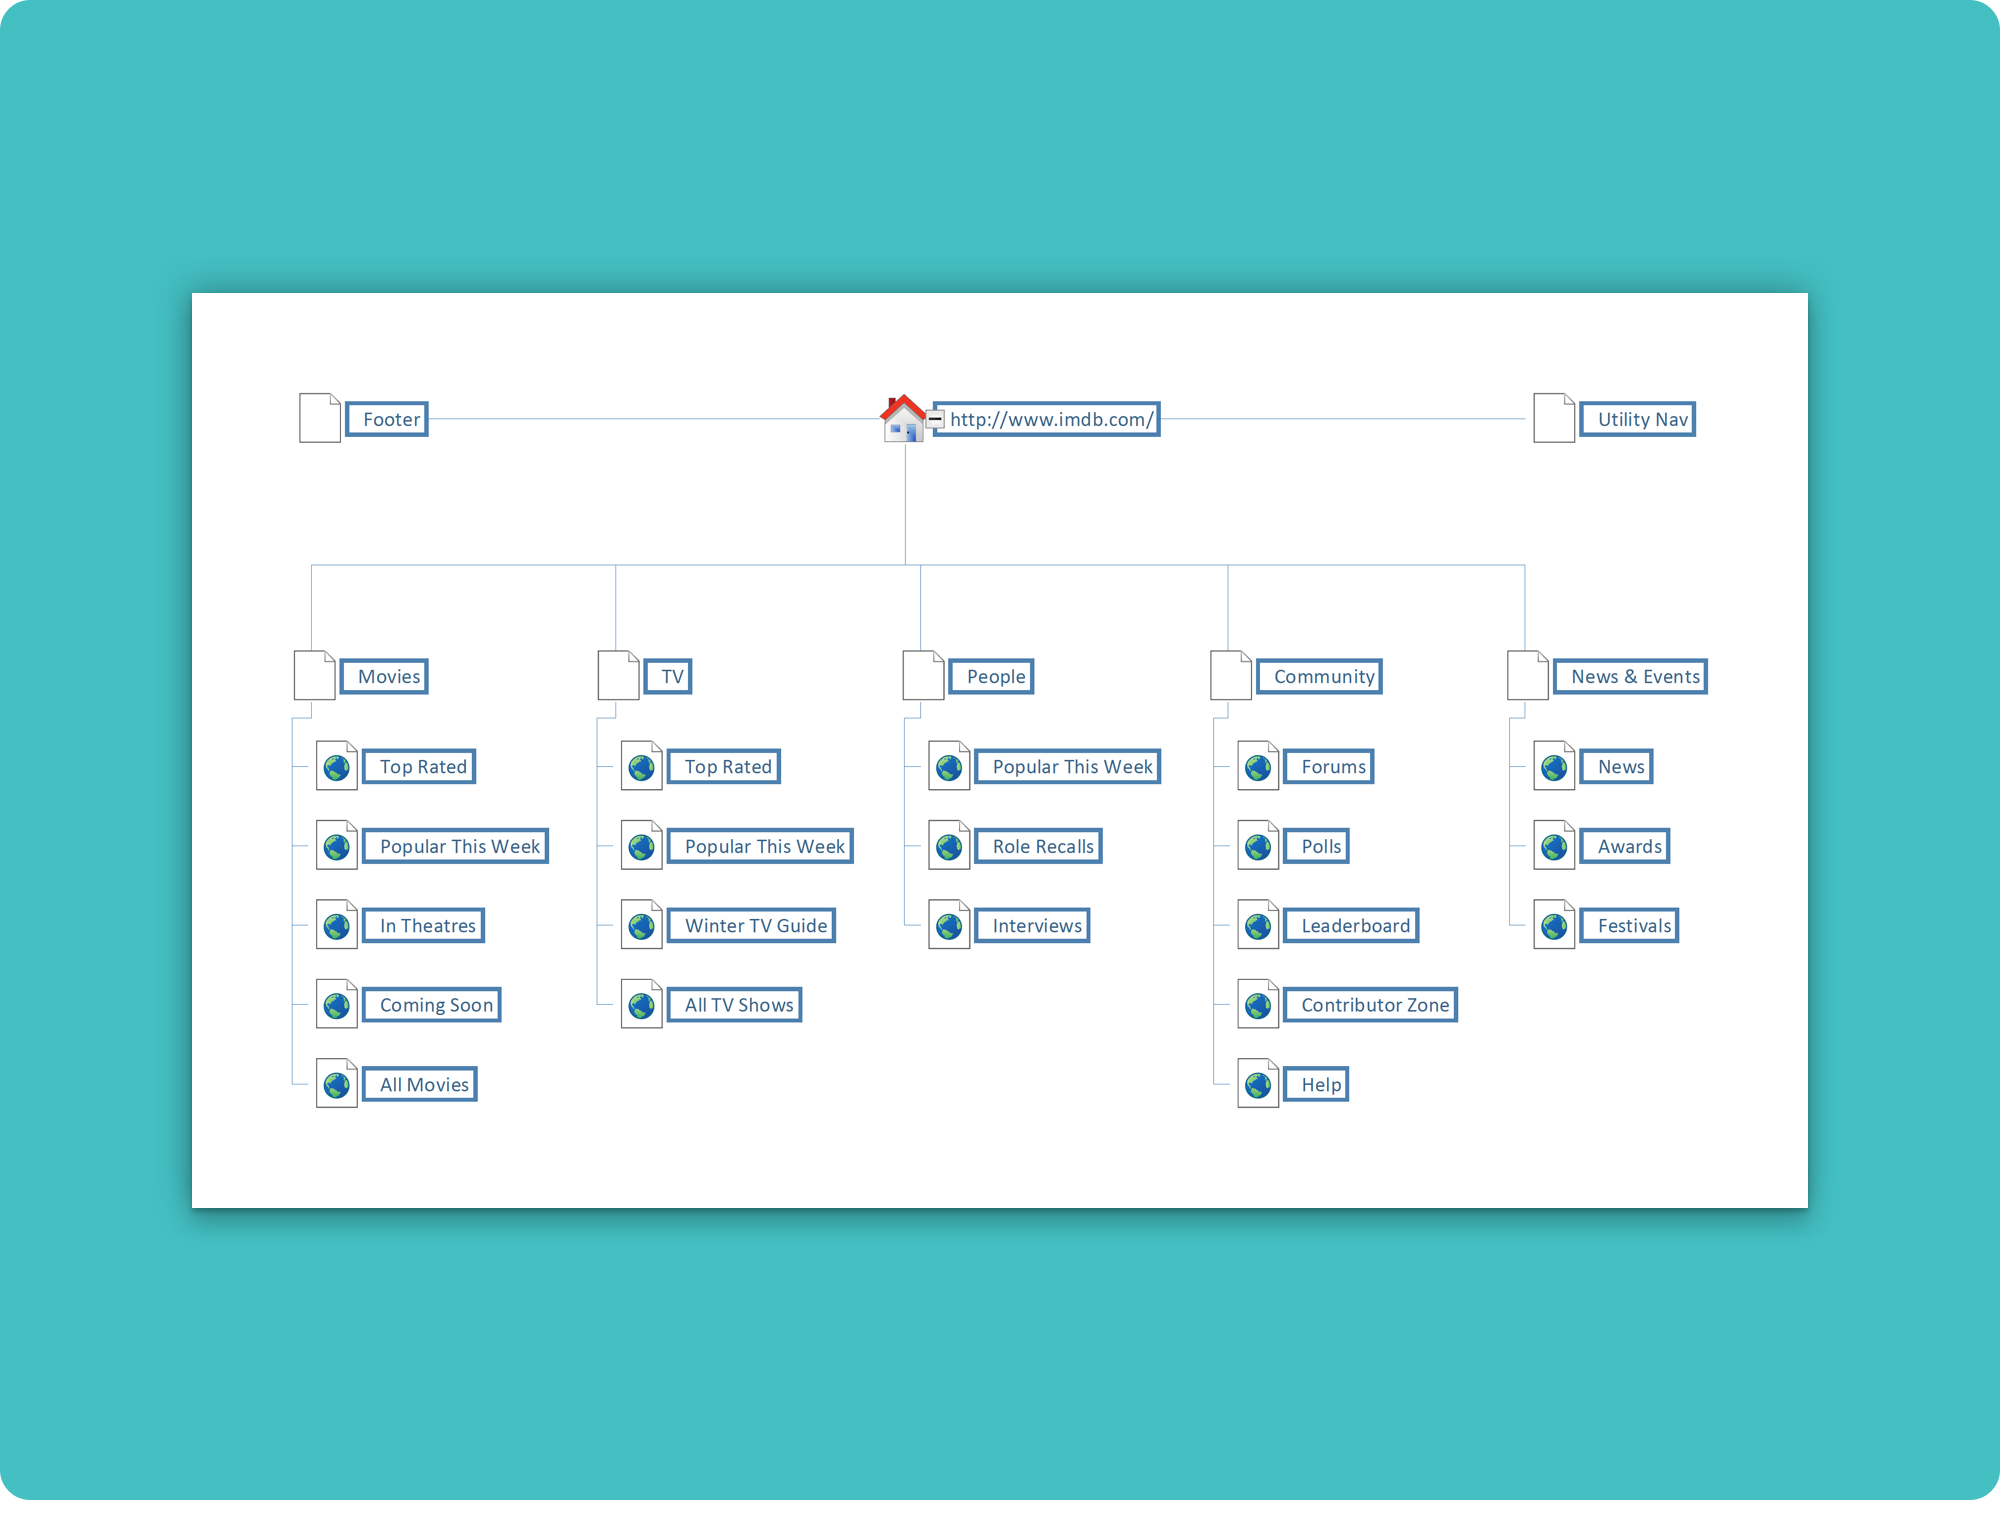 Footer
http://www.imdb.com/
Utility Nav
Movies
TV
People
Community
News & Events
Top Rated
Top Rated
Popular This Week
Forums
News
Popular This Week
Popular This Week
Role Recalls
Polls
Awards
In Theatres
Winter TV Guide
Interviews
Leaderboard
Festivals
Coming Soon
All TV Shows
Contributor Zone
All Movies
Help